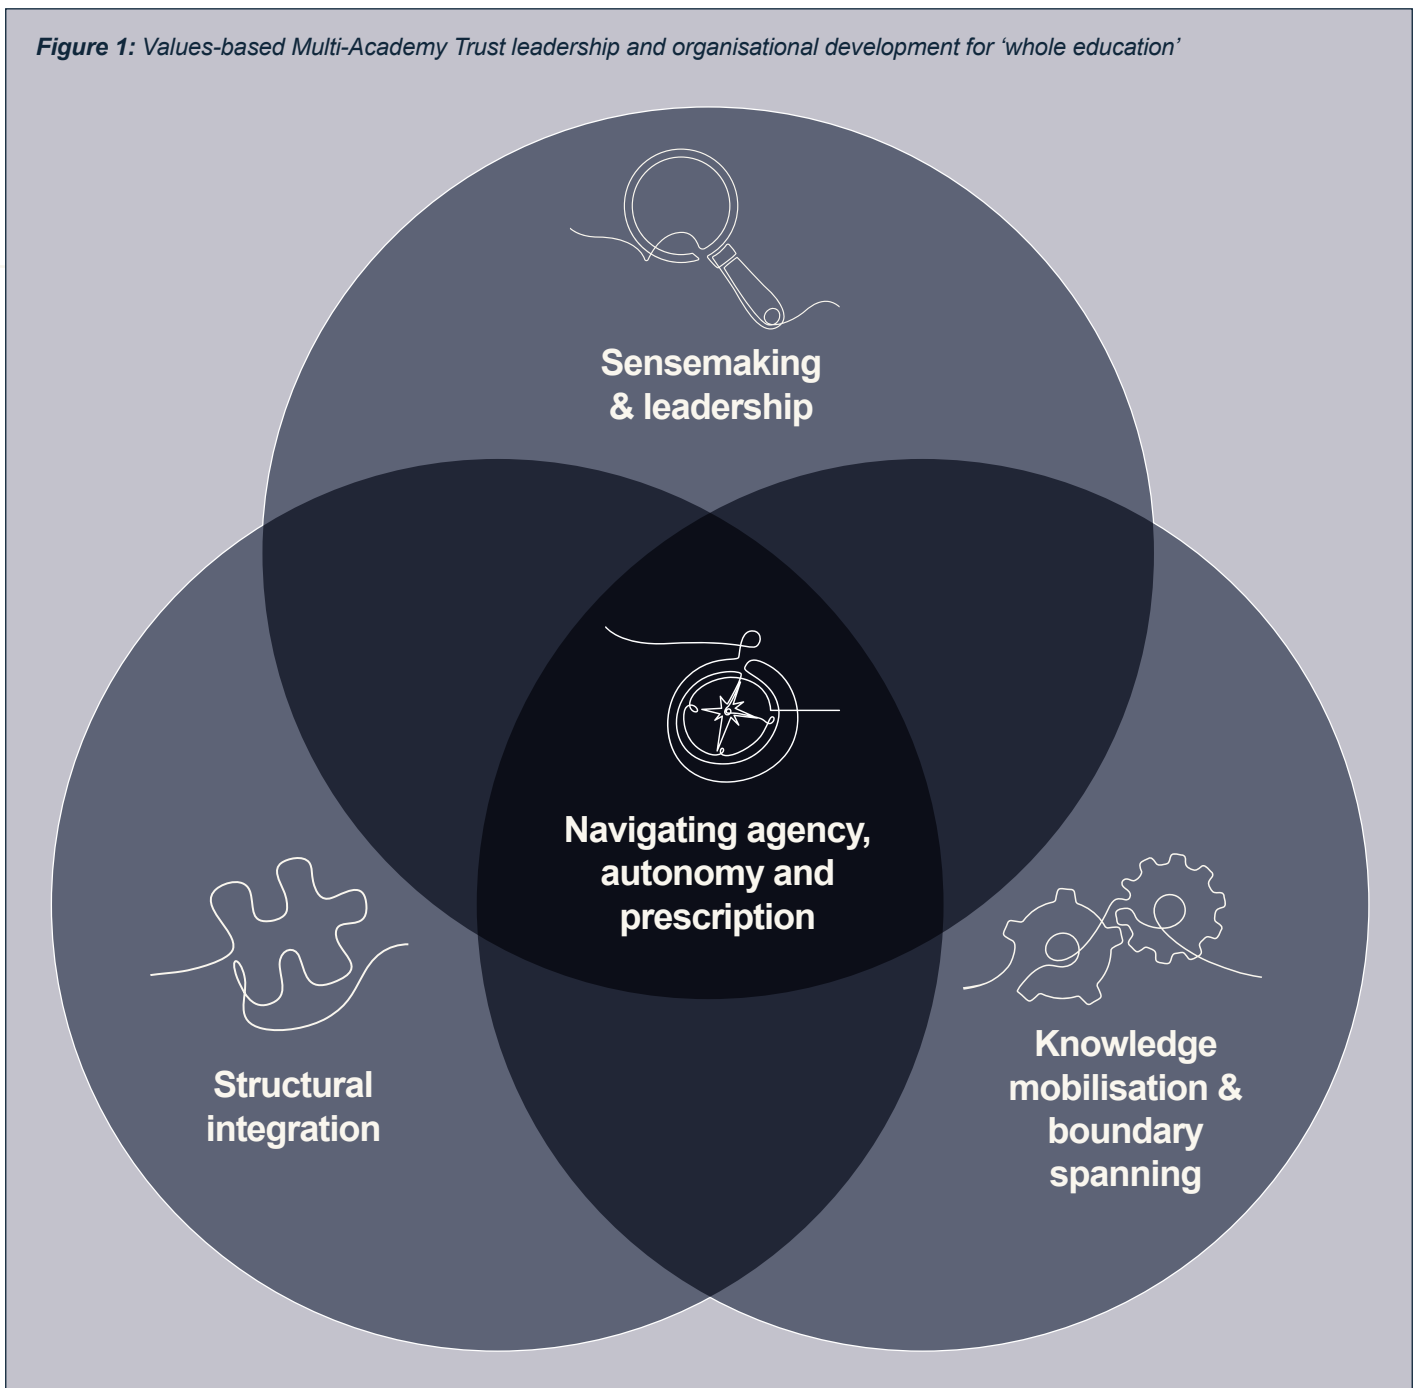 Figure 1: Values-based Multi-Academy Trust leadership and organisational development for ‘whole education’
Sensemaking
& leadership
Navigating agency,
autonomy and
prescription
Structural
integration
Knowledge
mobilisation &
boundary
spanning